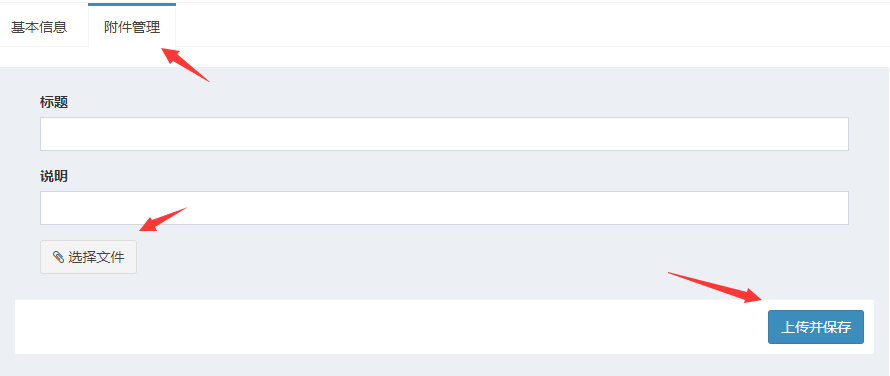 基本信息 附件管理
标题
说明
选择文件
上传并保存